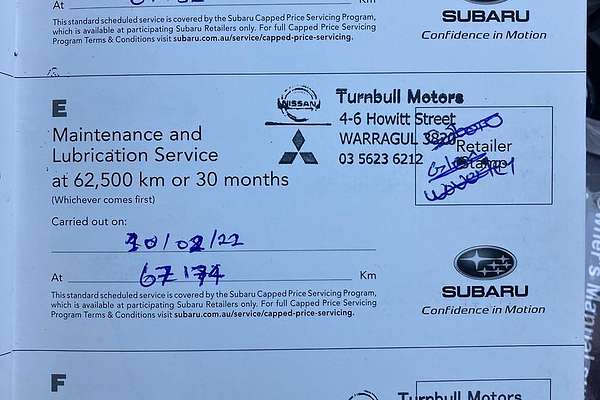 At Km
This standard scheduled service is covered by the Subaru Capped Price Servicing Program,
which is available at participating Subaru Retailers only. For full Capped Price Servicing
Program Terms & Conditions visit subaru.com.au/service/capped-price-servicing.
SUBARU
Confidence in Motion
E
Maintenance and
Lubrication Service
at 62,500 km or 30 months
(Whichever comes first)
NISSAN
Turnbull Motors
4-6 Howitt Street
WARRAGUL 3820
03 5623 6212
Retailer
Stamp
Carried out on:
/22
At 67174 Km
This standard scheduled service is covered by the Subaru Capped Price Servicing Program,
which is available at participating Subaru Retailers only. For full Capped Price Servicing
Program Terms & Conditions visit subaru.com.au/service/capped-price-servicing.
SUBARU
Confidence in Motion
F
Turnbull Motors
Owner's Manual